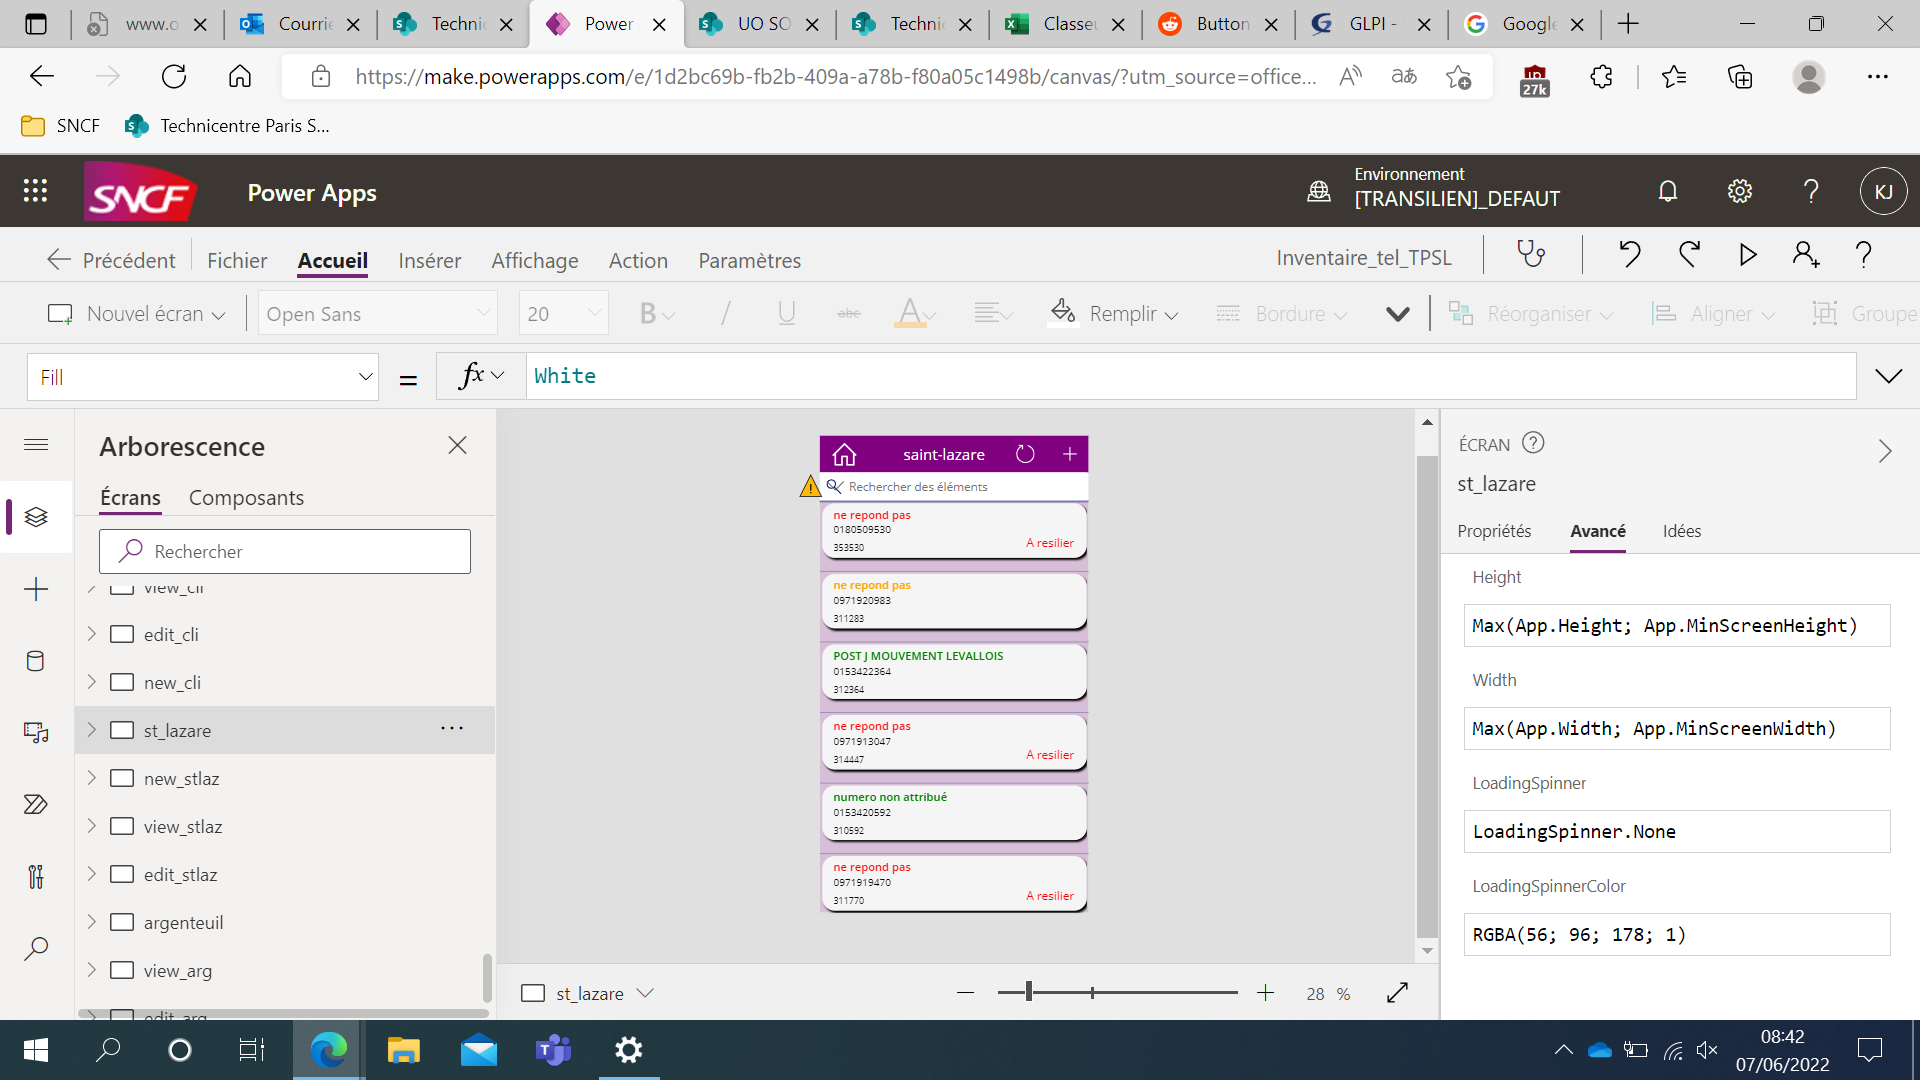 www.o
Courrie
Technic
Power
UO SO
Technic
Classeu
Button
GLPI -
Google
https://make.powerapps.com/e/1d2bc69b-fb2b-409a-a78b-f80a05c1498b/canvas/?utm_source=office...
27k
SNCF
Technicentre Paris S...
SNCF
Power Apps
Environnement
[TRANSILIEN]_DEFAUT
KJ
Précédent
Fichier
Accueil
Insérer
Affichage
Action
Paramètres
Inventaire_tel_TPSL
Nouvel écran
Open Sans
20
B
/
U
abc
A
Remplir
Bordure
Réorganiser
Aligner
Groupe
Fill
=
fx
White
Arborescence
Écrans
Composants
Rechercher
view_cli
edit_cli
new_cli
st_lazare
new_stlaz
view_stlaz
edit_stlaz
argenteuil
view_arg
edit_arg
saint-lazare
Rechercher des éléments
ne repond pas
0180509530
353530
A resilier
ne repond pas
0971920983
311283
POST J MOUVEMENT LEVALLOIS
0153422364
312364
ne repond pas
0971913047
314447
A resilier
numero non attribué
0153420592
310592
ne repond pas
0971919470
311770
A resilier
st_lazare
28 %
ÉCRAN
st_lazare
Propriétés
Avancé
Idées
Height
Max(App.Height; App.MinScreenHeight)
Width
Max(App.Width; App.MinScreenWidth)
LoadingSpinner
LoadingSpinner.None
LoadingSpinnerColor
RGBA(56; 96; 178; 1)
08:42
07/06/2022